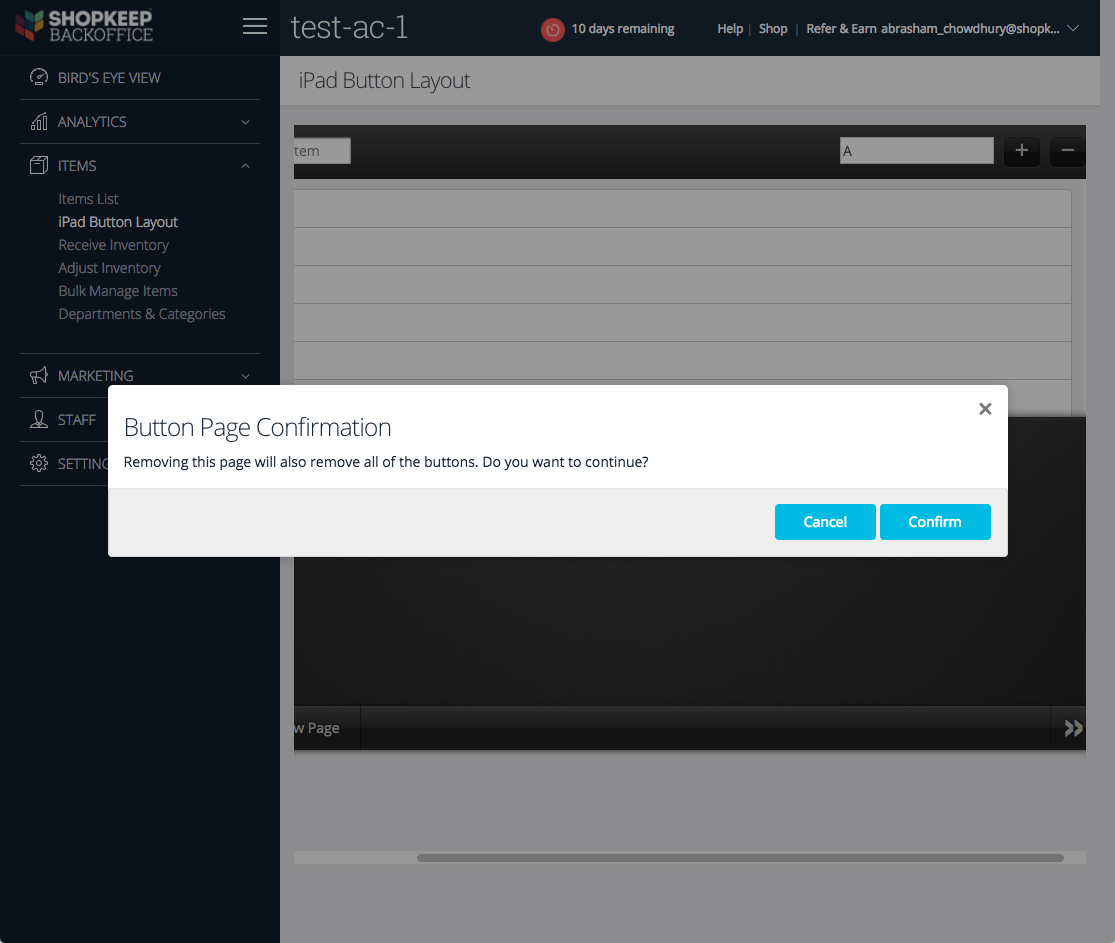 SHOPKEEP
BACKOFFICE
test-ac-1
10 days remaining
Help | Shop | Refer & Earn abrasham_chowdhury@shopk...
BIRD'S EYE VIEW
iPad Button Layout
ANALYTICS
tem
A
+
−
ITEMS
Items List
iPad Button Layout
Receive Inventory
Adjust Inventory
Bulk Manage Items
Departments & Categories
MARKETING
STAFF
SETTING
×
Button Page Confirmation
Removing this page will also remove all of the buttons. Do you want to continue?
Cancel
Confirm
w Page
»